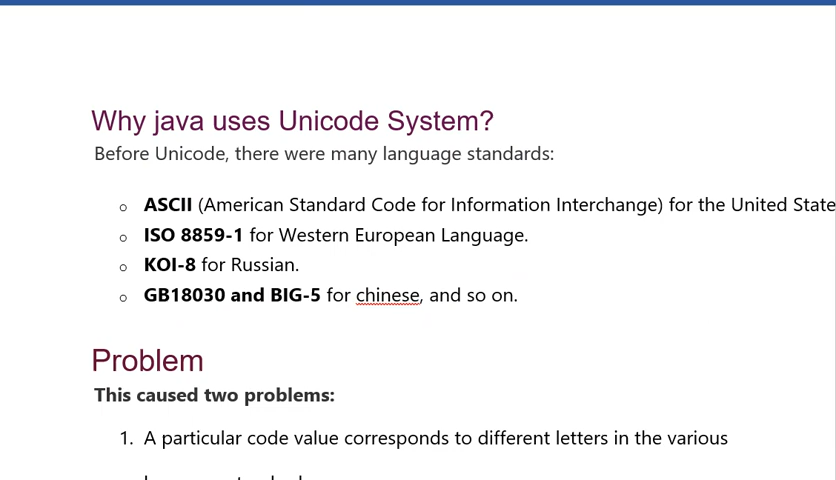 Why java uses Unicode System?
Before Unicode, there were many language standards:
o ASCII (American Standard Code for Information Interchange) for the United State
o ISO 8859-1 for Western European Language.
o KOI-8 for Russian.
o GB18030 and BIG-5 for chinese, and so on.
Problem
This caused two problems:
1. A particular code value corresponds to different letters in the various